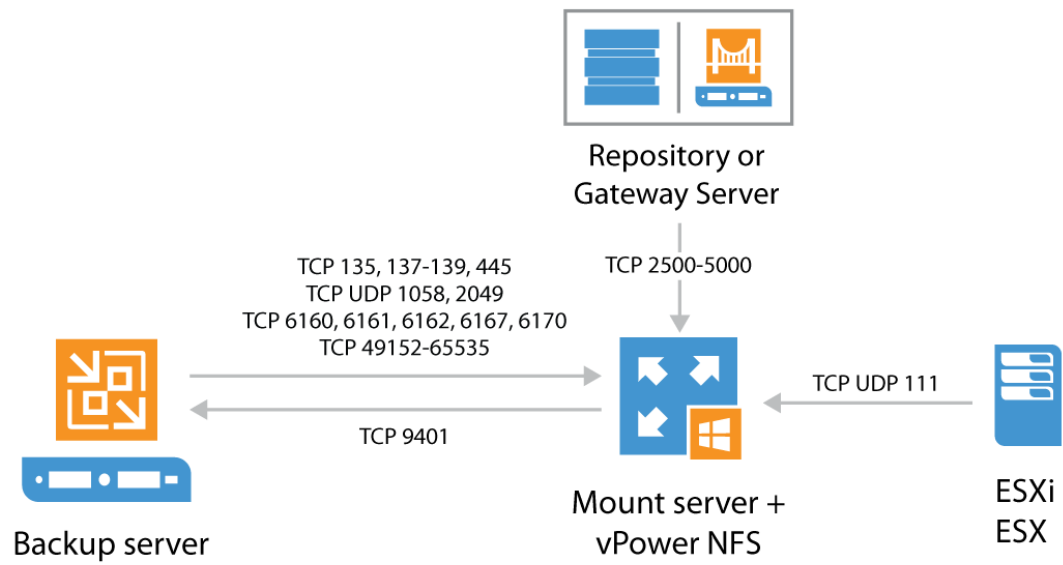 Repository or
Gateway Server
TCP 135, 137-139, 445
TCP UDP 1058, 2049
TCP 6160, 6161, 6162, 6167, 6170
TCP 49152-65535
TCP 2500-5000
TCP UDP 111
TCP 9401
Backup server
Mount server +
vPower NFS
ESXi
ESX